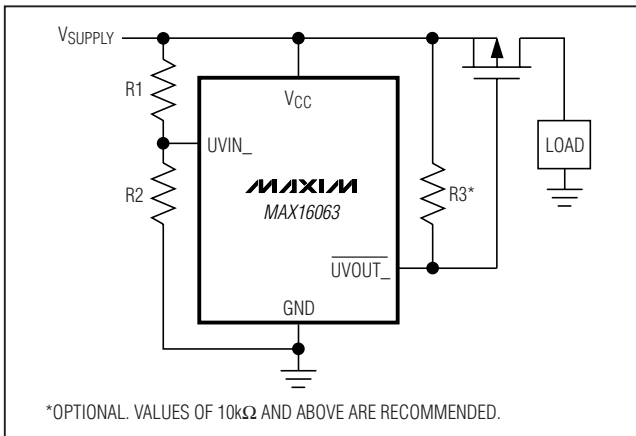 VSUPPLY
R1
VCC
UVIN_
R2
MAXIM
MAX16063
R3*
LOAD
UVOUT_
GND
*OPTIONAL. VALUES OF 10kΩ AND ABOVE ARE RECOMMENDED.